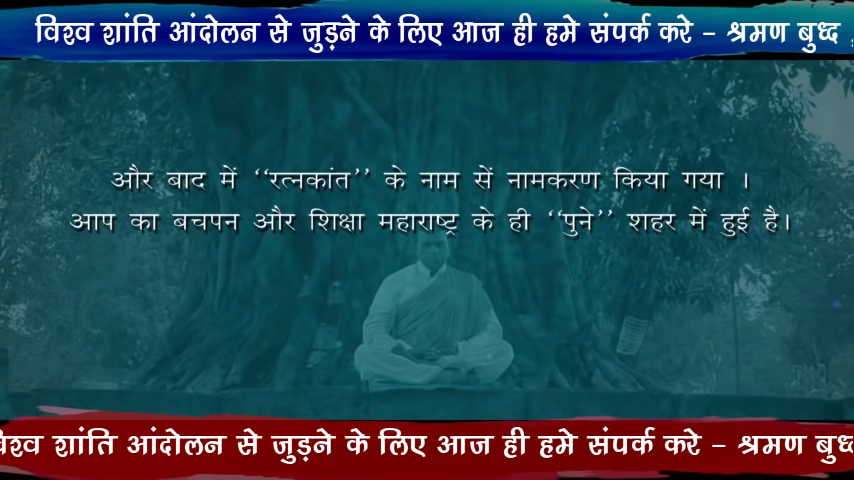 विश्व शांति आंदोलन से जुड़ने के लिए आज ही हमे संपर्क करे - श्रमण बुध्द
और बाद में “रत्नकांत” के नाम सें नामकरण किया गया ।
आप का बचपन और शिक्षा महाराष्ट्र के ही “पुने” शहर में हुई है।
शांति आंदोलन से जुड़ने के लिए आज ही हमे संपर्क करे - श्रमण